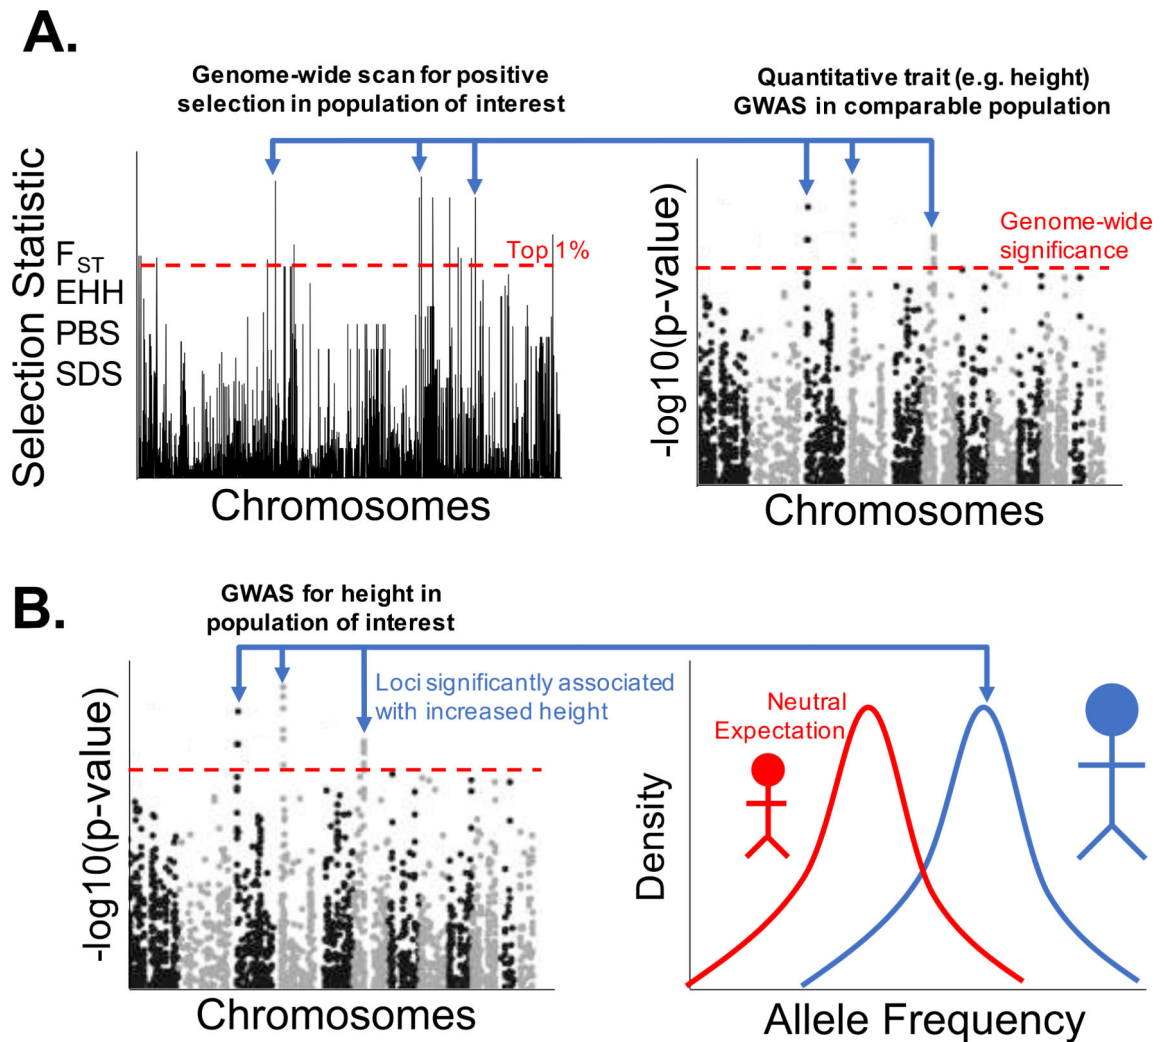 A.
Genome-wide scan for positive
selection in population of interest
Quantitative trait (e.g. height)
GWAS in comparable population
Selection Statistic
FST
EHH
PBS
SDS
Top 1%
Chromosomes
-log10(p-value)
Genome-wide
significance
Chromosomes
B.
GWAS for height in
population of interest
Loci significantly associated
with increased height
-log10(p-value)
Chromosomes
Neutral
Expectation
Density
Allele Frequency